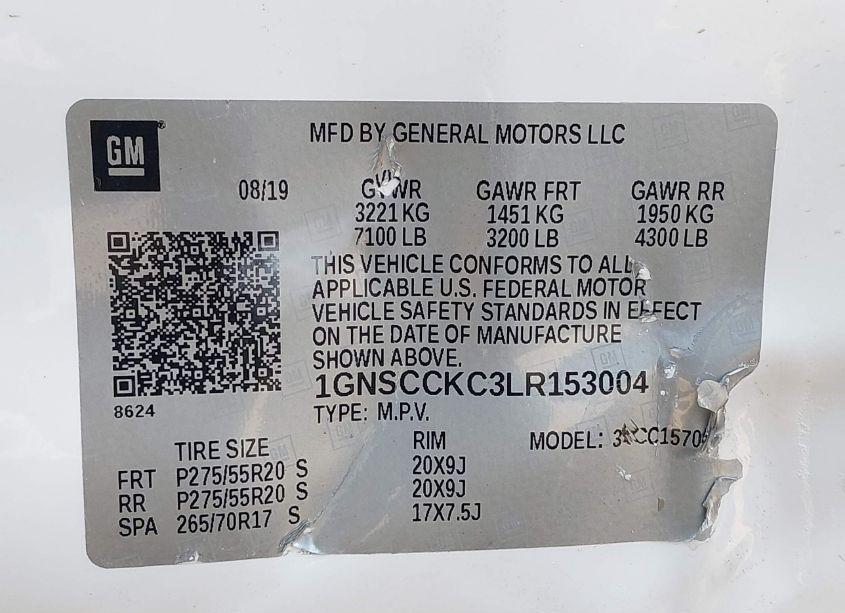 GM
MFD BY GENERAL MOTORS LLC
08/19 GVWR GAWR FRT GAWR RR
3221 KG 1451 KG 1950 KG
7100 LB 3200 LB 4300 LB
THIS VEHICLE CONFORMS TO ALL
APPLICABLE U.S. FEDERAL MOTOR
VEHICLE SAFETY STANDARDS IN EFFECT
ON THE DATE OF MANUFACTURE
SHOWN ABOVE.
1GNSCCKC3LR153004
8624
TYPE: M.P.V.
TIRE SIZE RIM MODEL:
FRT P275/55R20 S 20X9J
RR P275/55R20 S 20X9J
SPA 265/70R17 S 17X7.5J